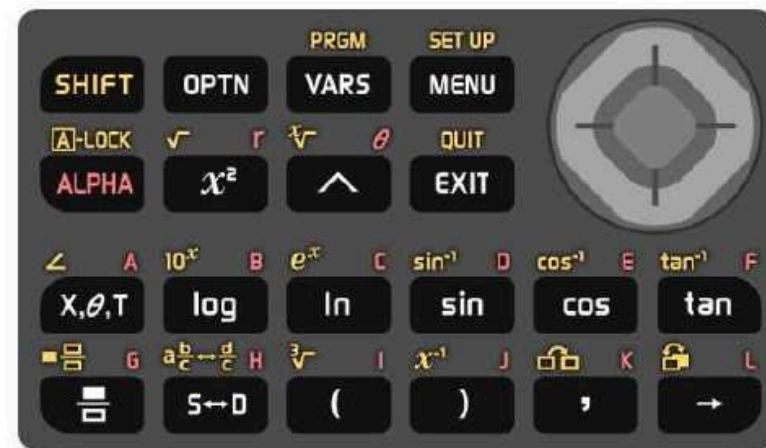 PRGM SET UP
SHIFT OPTN VARS MENU
A-LOCK √ r ˣ√ θ QUIT
ALPHA x² ^ EXIT
∠ A 10ˣ B eˣ C sin⁻¹ D cos⁻¹ E tan⁻¹ F
X,θ,T log ln sin cos tan
■⊟ G a b/c↔d/c H ³√ I x⁻¹ J K L
S↔D ( ) , →